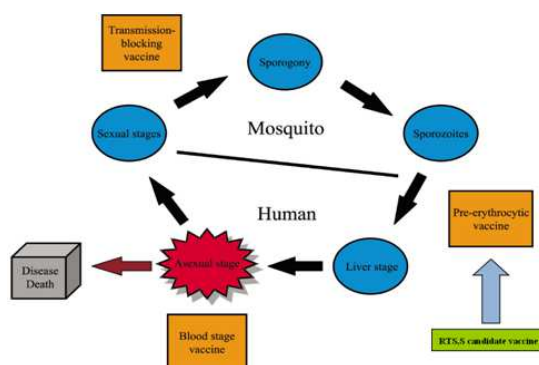 Transmission-
blocking
vaccine
Sporogony
Sexual stages
Mosquito
Sporozoites
Human
Pre-erythrocytic
vaccine
Asexual stage
Liver stage
Disease
Death
Blood stage
vaccine
RTS,S candidate vaccine